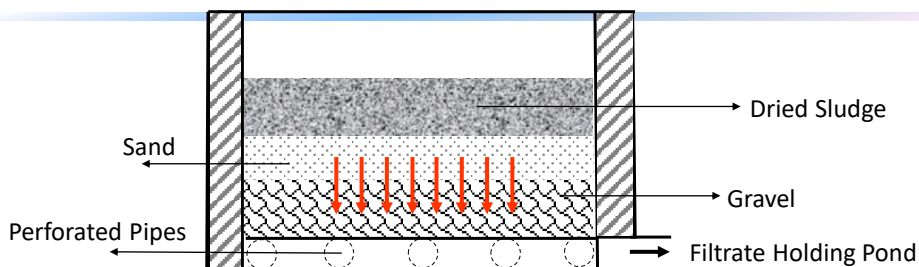 Dried Sludge
Sand
Gravel
Perforated Pipes
Filtrate Holding Pond